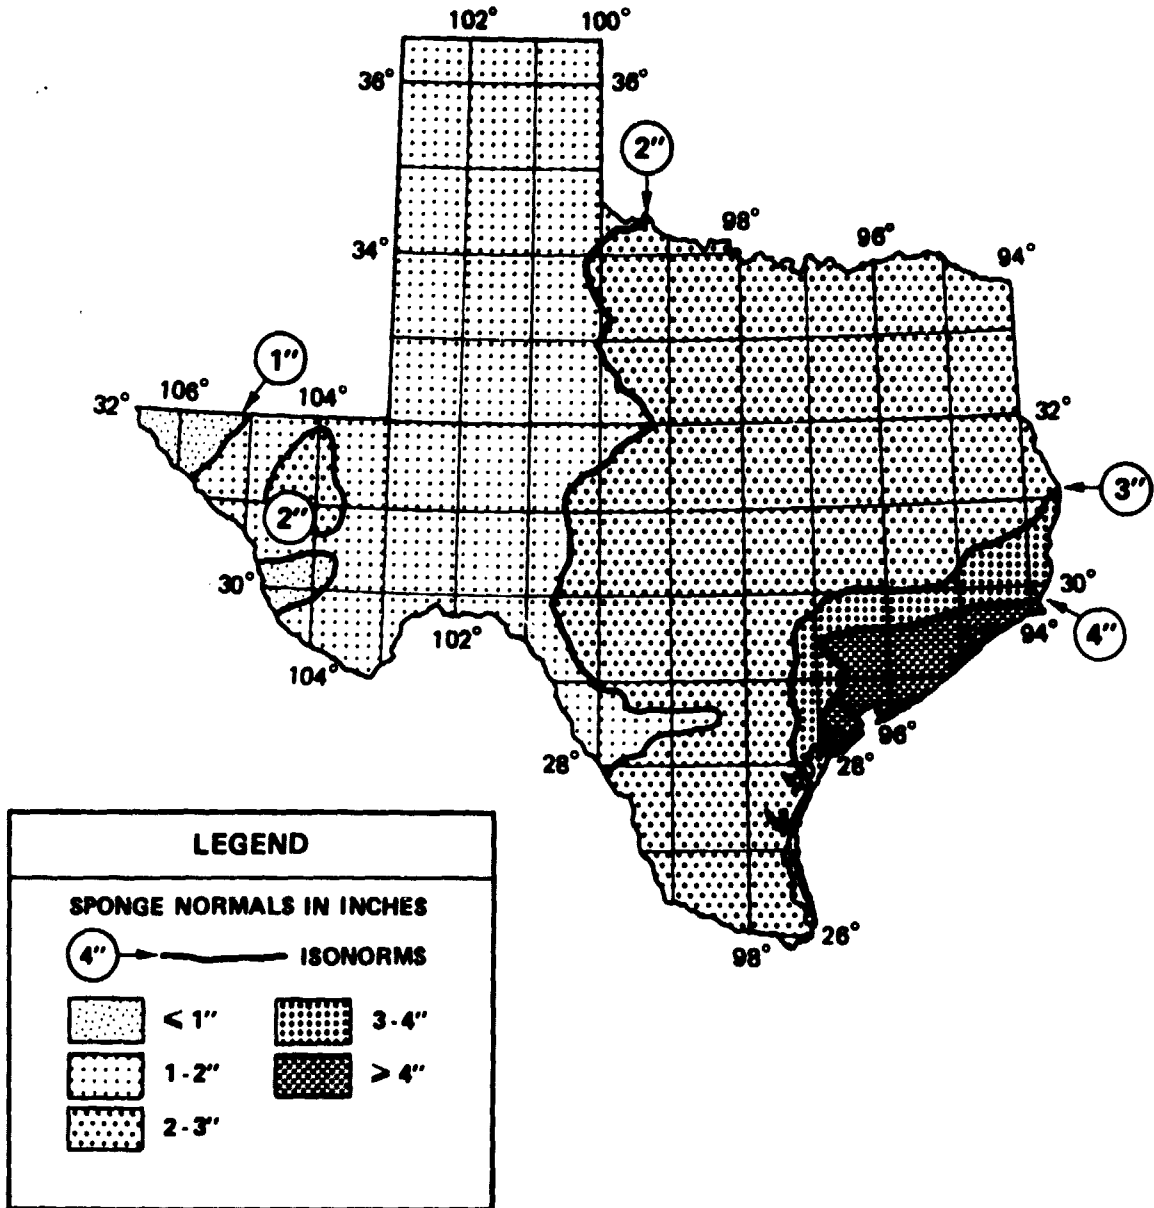 102° 100°
36° 36°
2"
98°
34° 96°
94°
1"
106° 104°
32° 32°
3"
2"
30° 30°
102° 94° 4"
104°
96°
28° 28°
98° 26°
LEGEND
SPONGE NORMALS IN INCHES
4" ISONORMS
≤ 1" 3-4"
1-2" ≥ 4"
2-3"